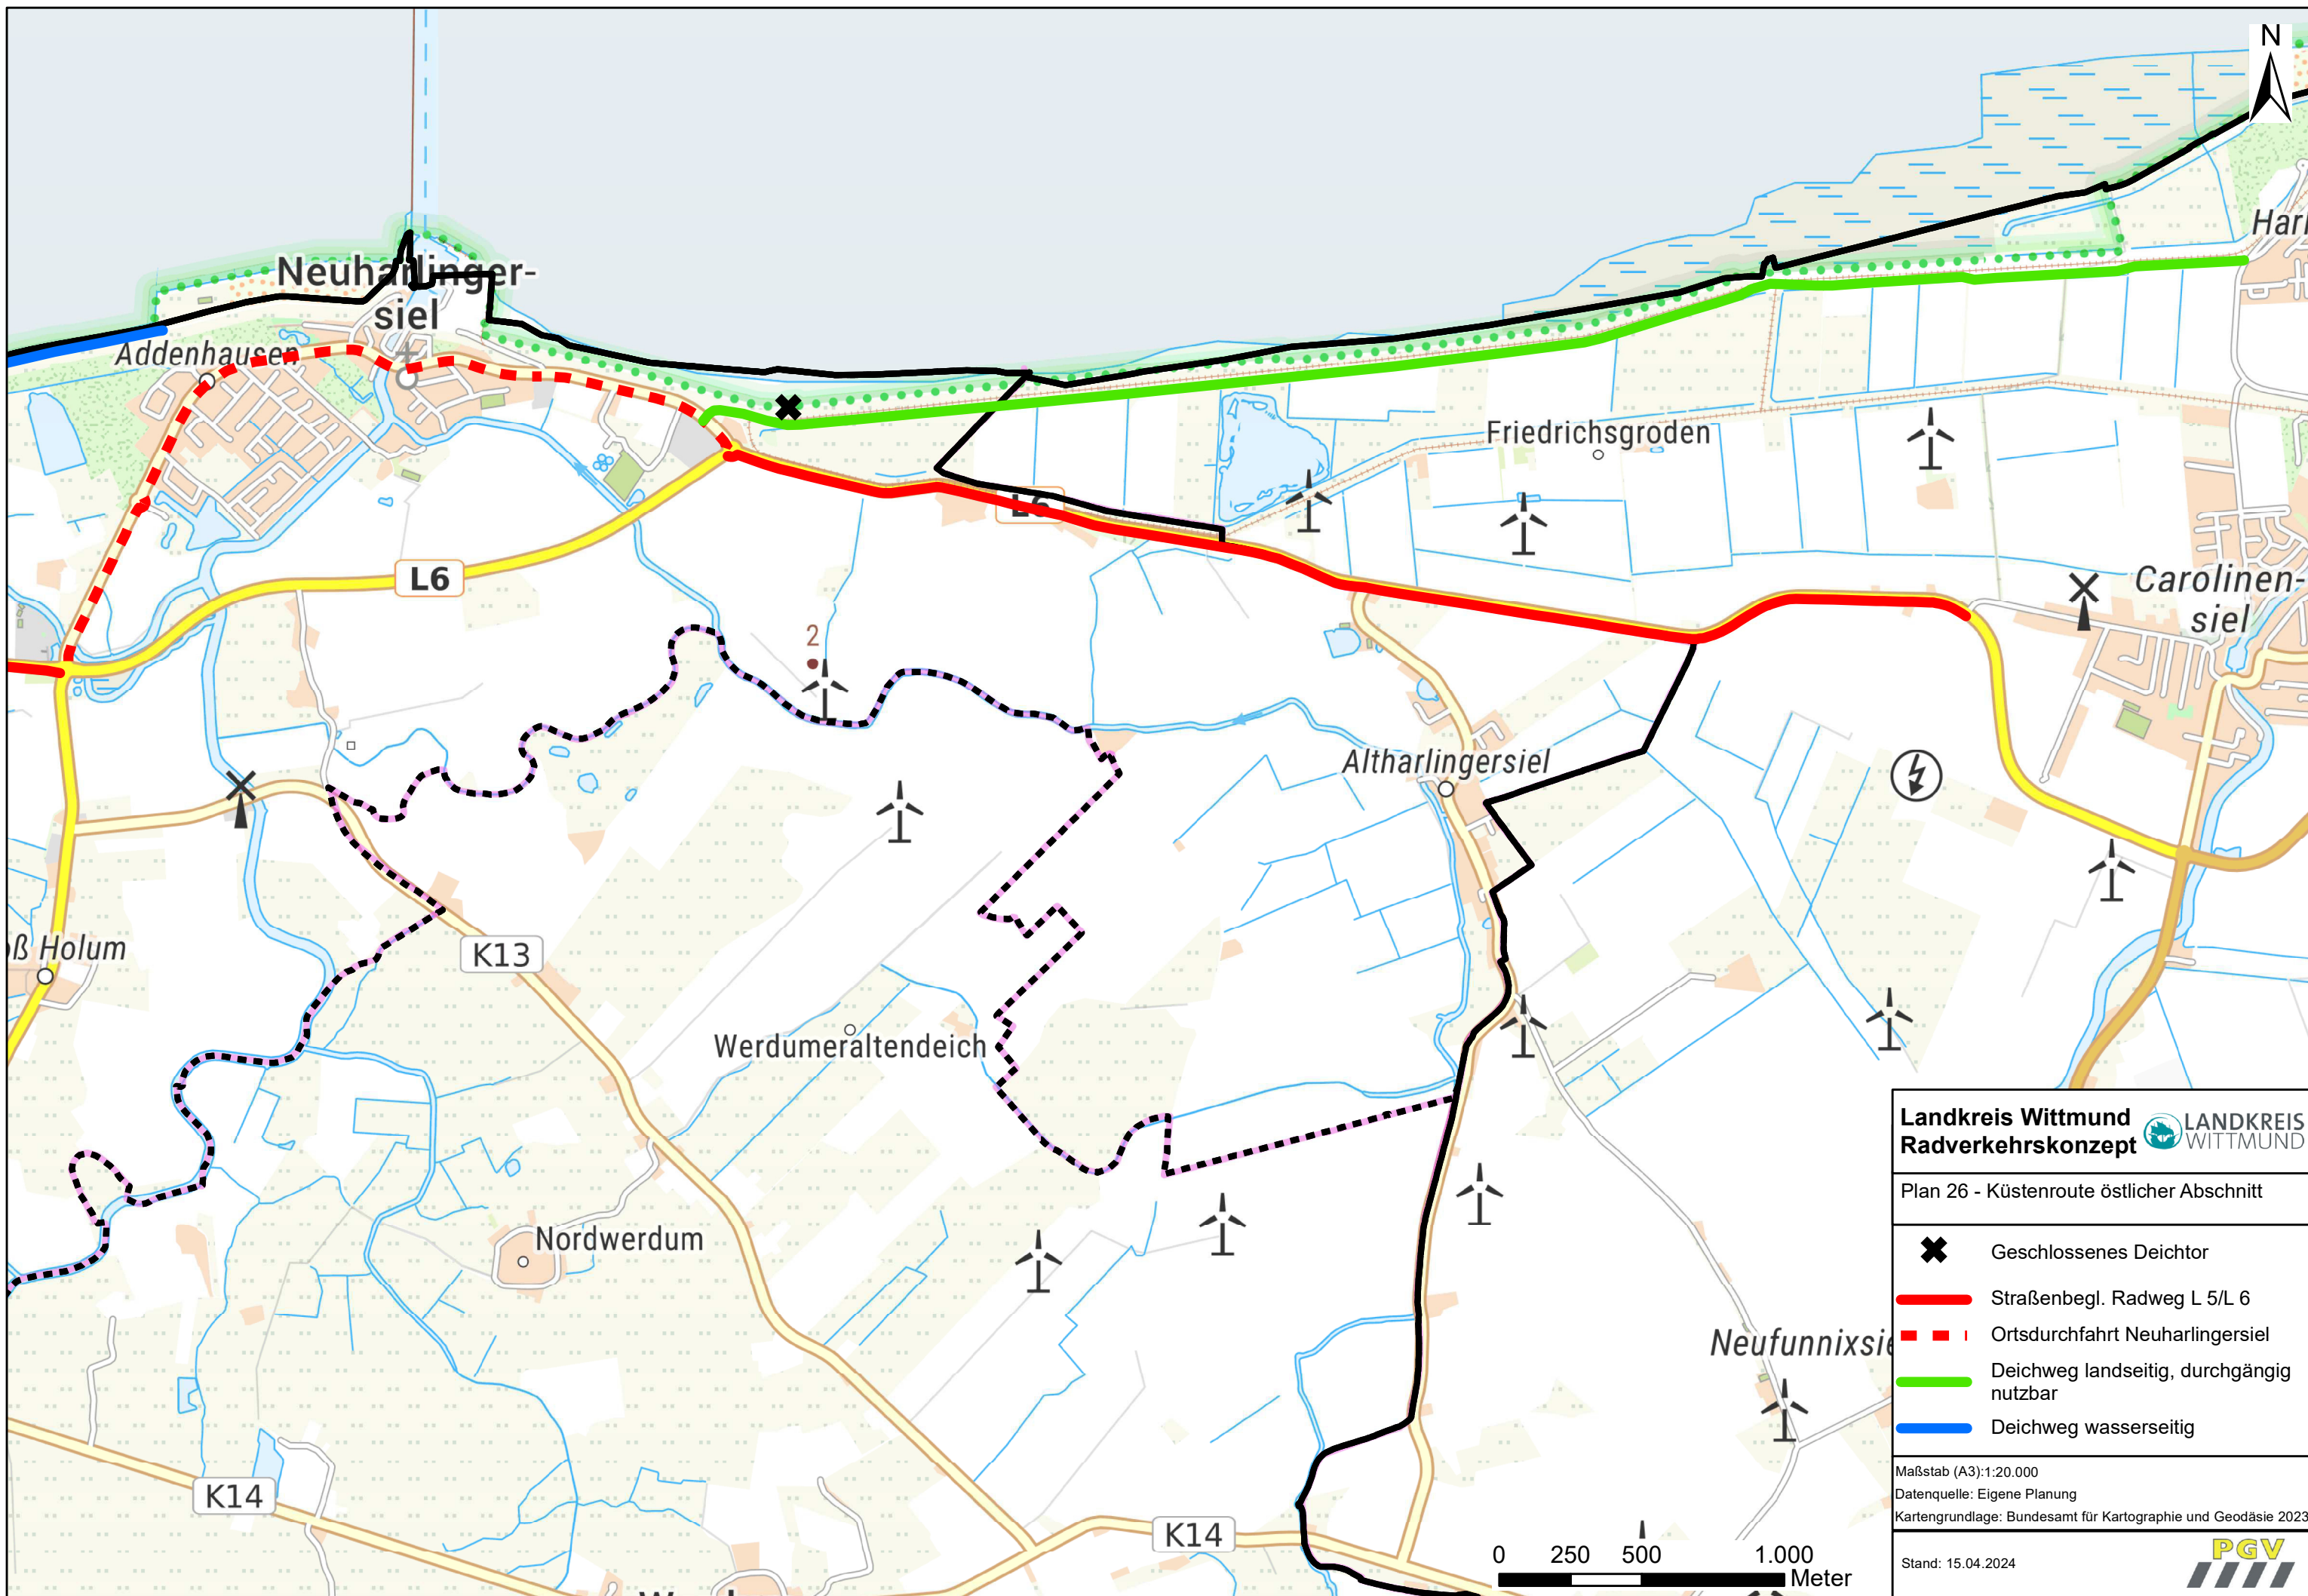 N
Neuharlinger-
siel
Addenhausen
L6
L6
2
Friedrichsgroden
Carolinen-
siel
Altharlingersiel
K13
Werdumeraltendeich
Nordwerdum
K14
K14
Holum
Landkreis Wittmund
Radverkehrskonzept
LANDKREIS
WITTMUND
Plan 26 - Küstenroute östlicher Abschnitt
Geschlossenes Deichtor
Straßenbegl. Radweg L 5/L 6
Ortsdurchfahrt Neuharlingersiel
Deichweg landseitig, durchgängig
nutzbar
Deichweg wasserseitig
Maßstab (A3):1:20.000
Datenquelle: Eigene Planung
Kartengrundlage: Bundesamt für Kartographie und Geodäsie 2023
Stand: 15.04.2024
PGV
0 250 500 1.000
Meter